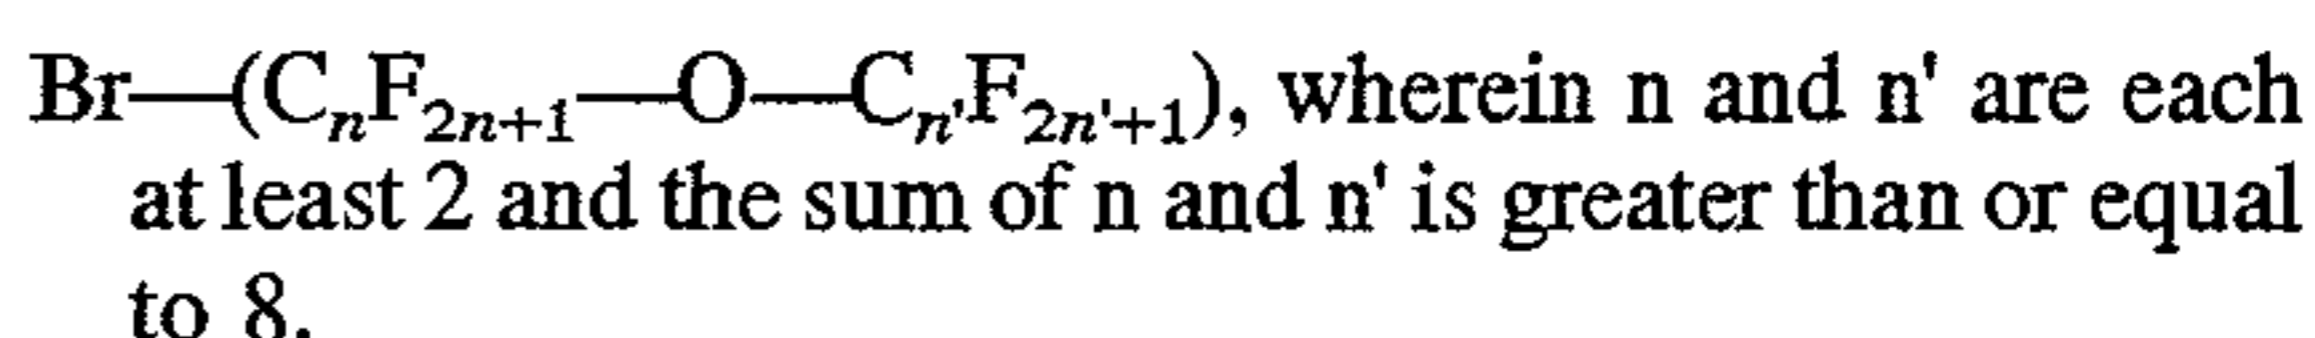 Br—(CₙF₂ₙ₊₁—O—Cₙ'F₂ₙ'₊₁), wherein n and n' are each
at least 2 and the sum of n and n' is greater than or equal
to 8.